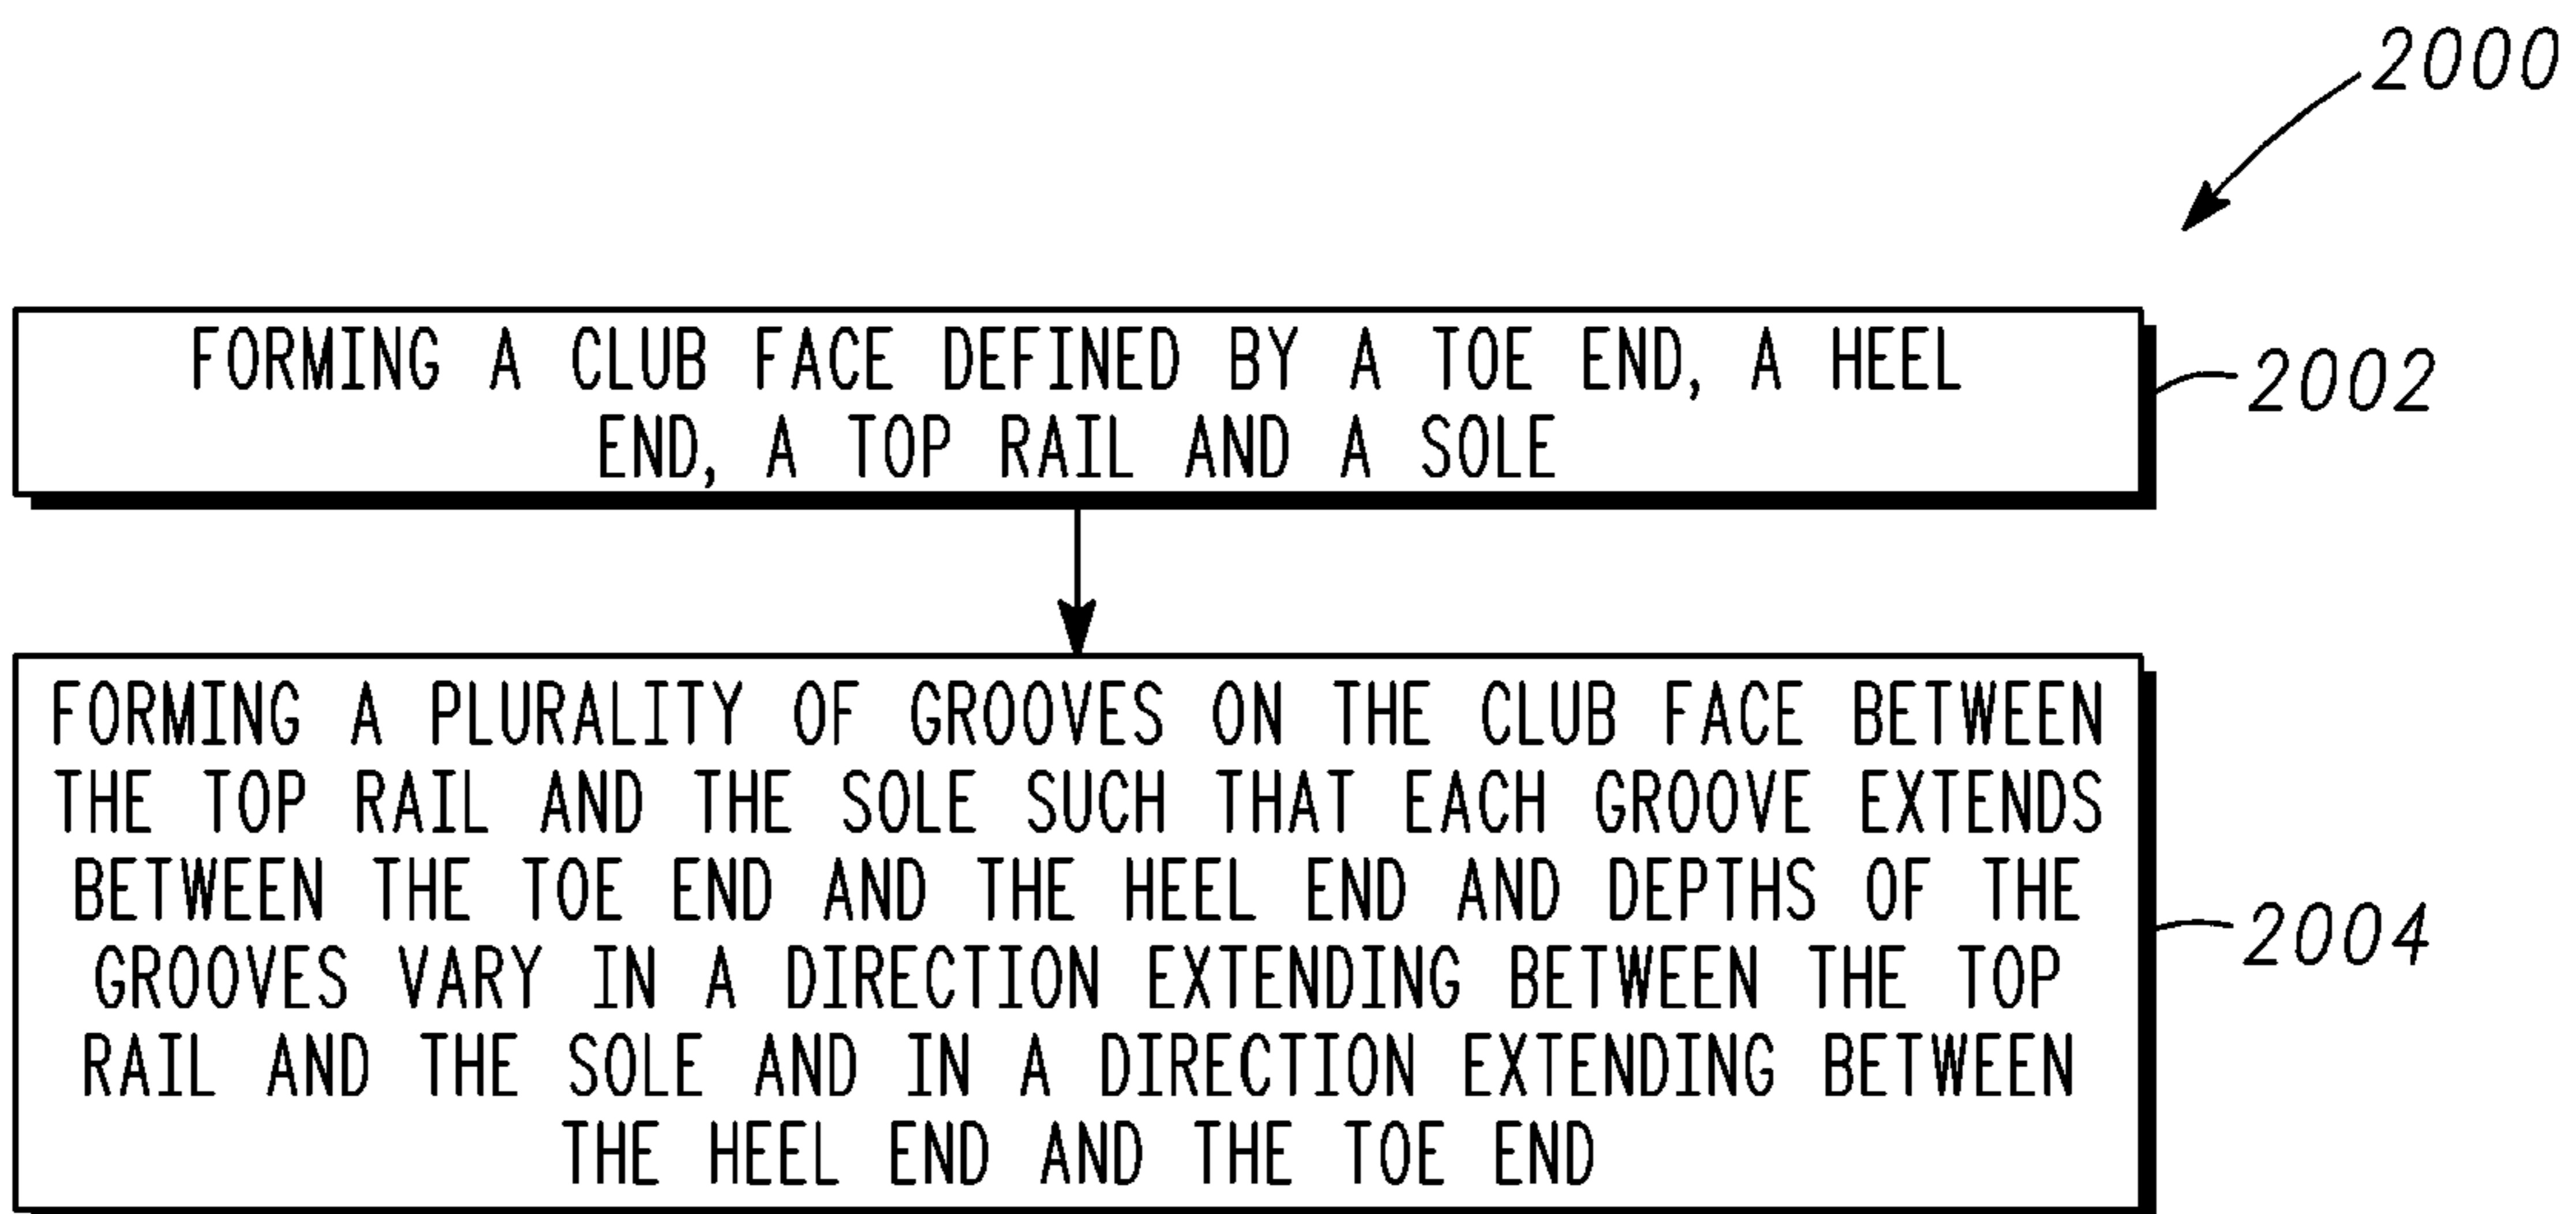 2000
FORMING A CLUB FACE DEFINED BY A TOE END, A HEEL
END, A TOP RAIL AND A SOLE
2002
FORMING A PLURALITY OF GROOVES ON THE CLUB FACE BETWEEN
THE TOP RAIL AND THE SOLE SUCH THAT EACH GROOVE EXTENDS
BETWEEN THE TOE END AND THE HEEL END AND DEPTHS OF THE
GROOVES VARY IN A DIRECTION EXTENDING BETWEEN THE TOP
RAIL AND THE SOLE AND IN A DIRECTION EXTENDING BETWEEN
THE HEEL END AND THE TOE END
2004